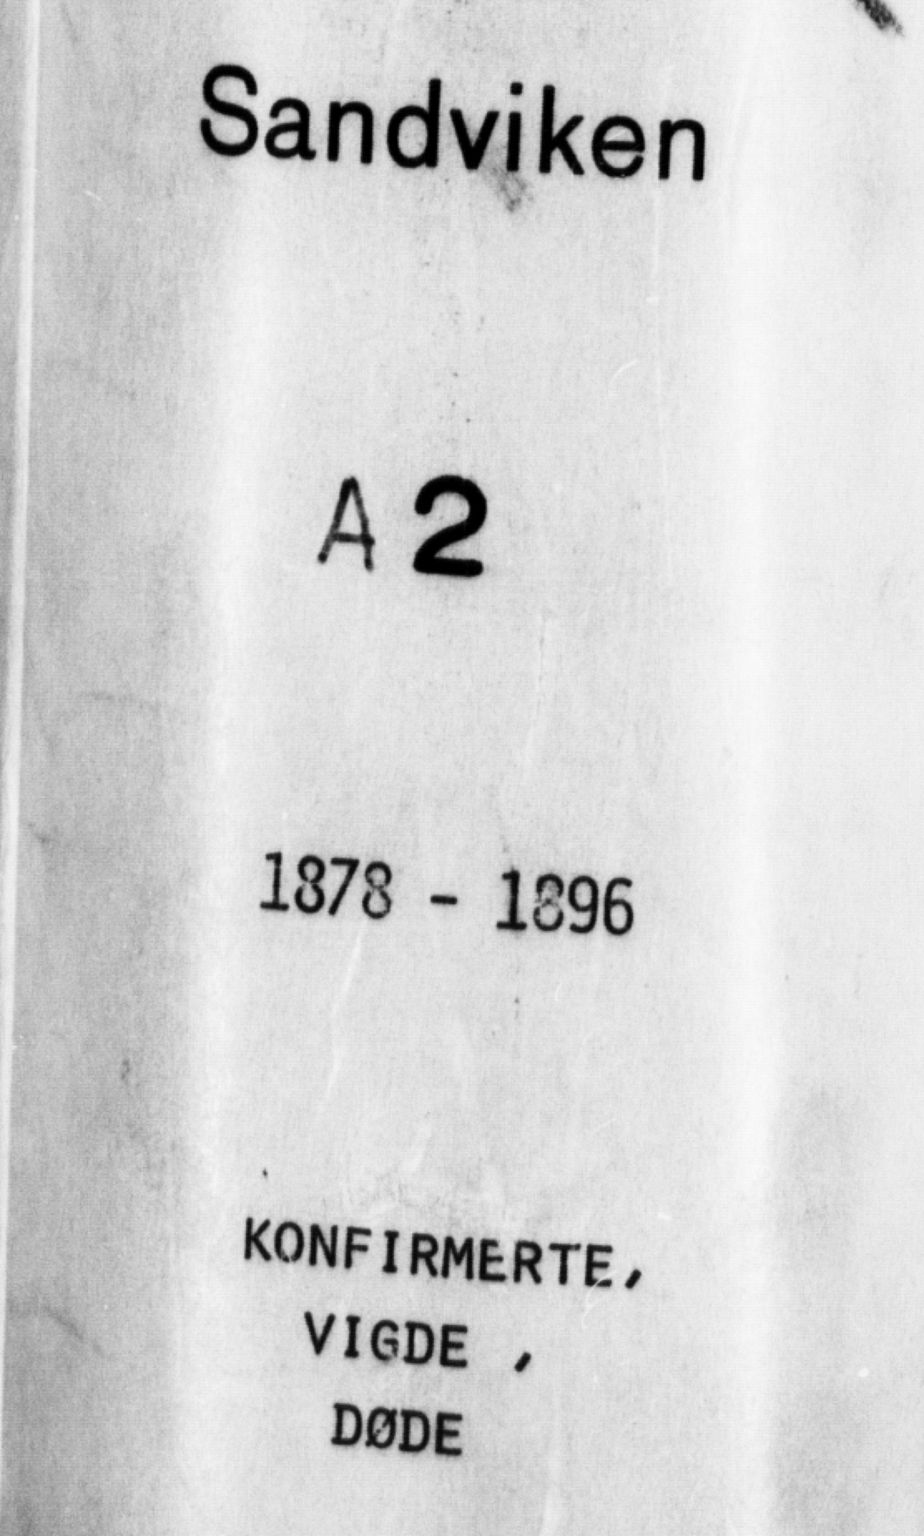 Sandviken
A 2
1878 - 1896
KONFIRMERTE,
VIGDE ,
DØDE